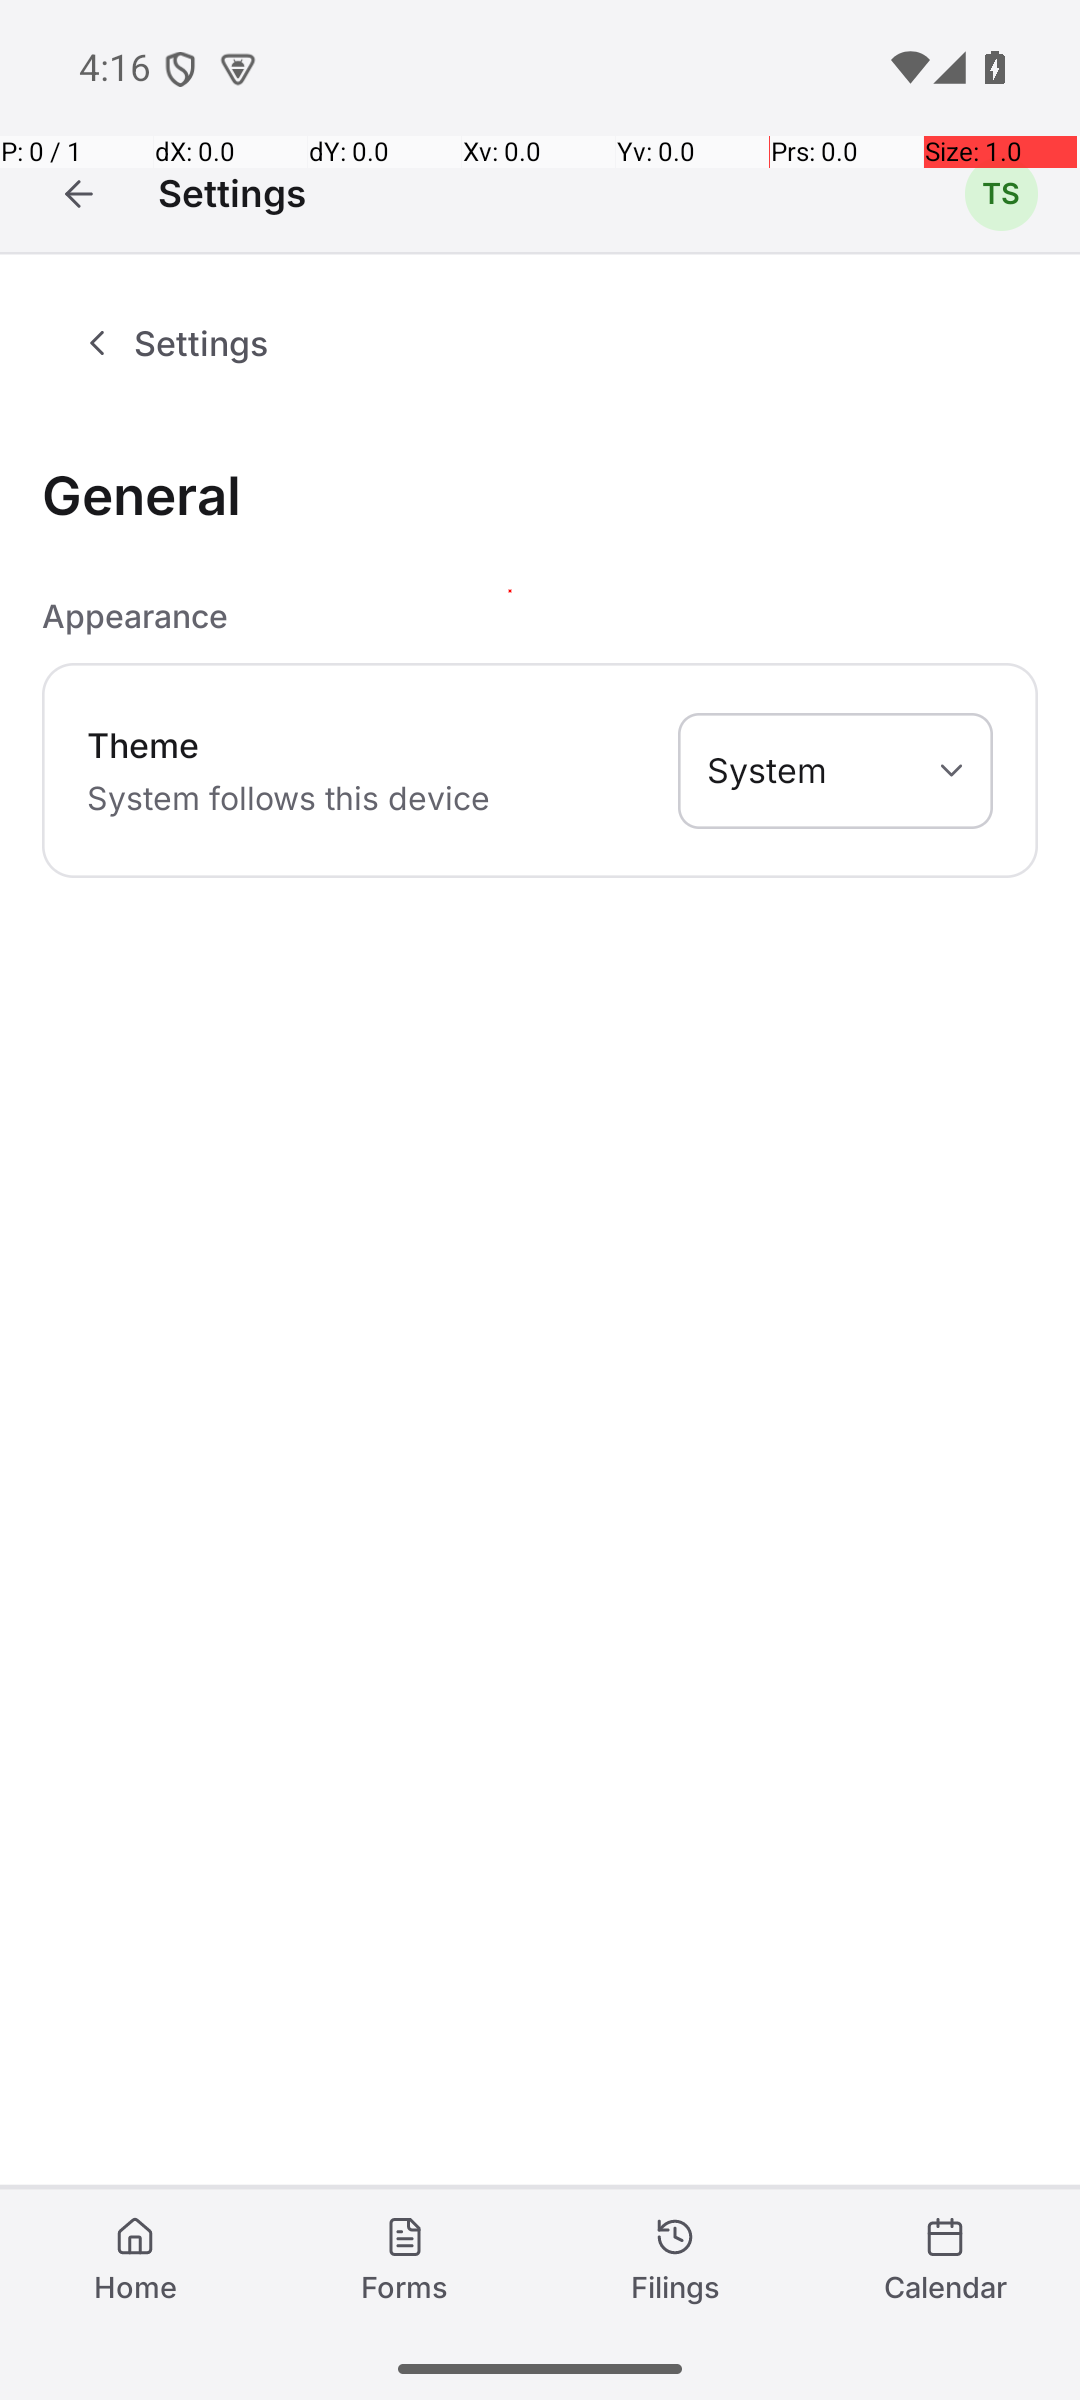 4:16
P: 0 / 1 dX: 0.0 dY: 0.0 Xv: 0.0 Yv: 0.0 Prs: 0.0 Size: 1.0
Settings TS
Settings
General
Appearance
Theme
System follows this device
System
Home Forms Filings Calendar